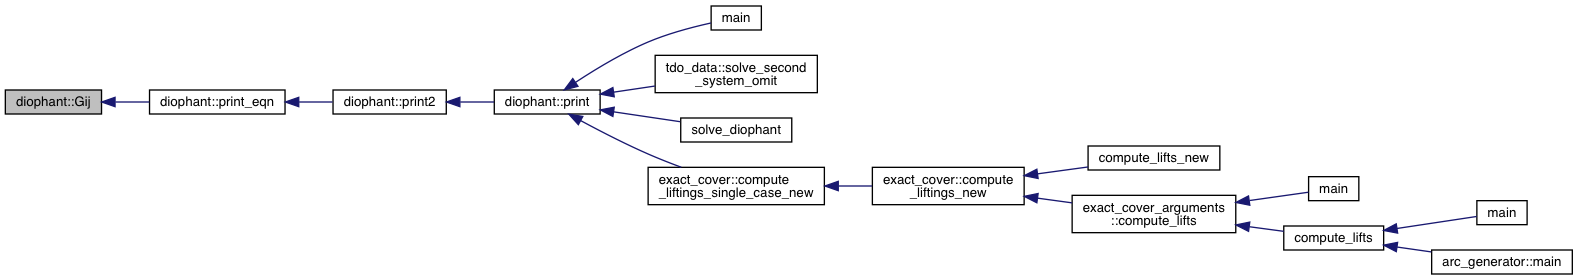 main
tdo_data::solve_second
_system_omit
diophant::Gij
diophant::print_eqn
diophant::print2
diophant::print
solve_diophant
exact_cover::compute
_liftings_single_case_new
exact_cover::compute
_liftings_new
compute_lifts_new
exact_cover_arguments
::compute_lifts
main
compute_lifts
main
arc_generator::main